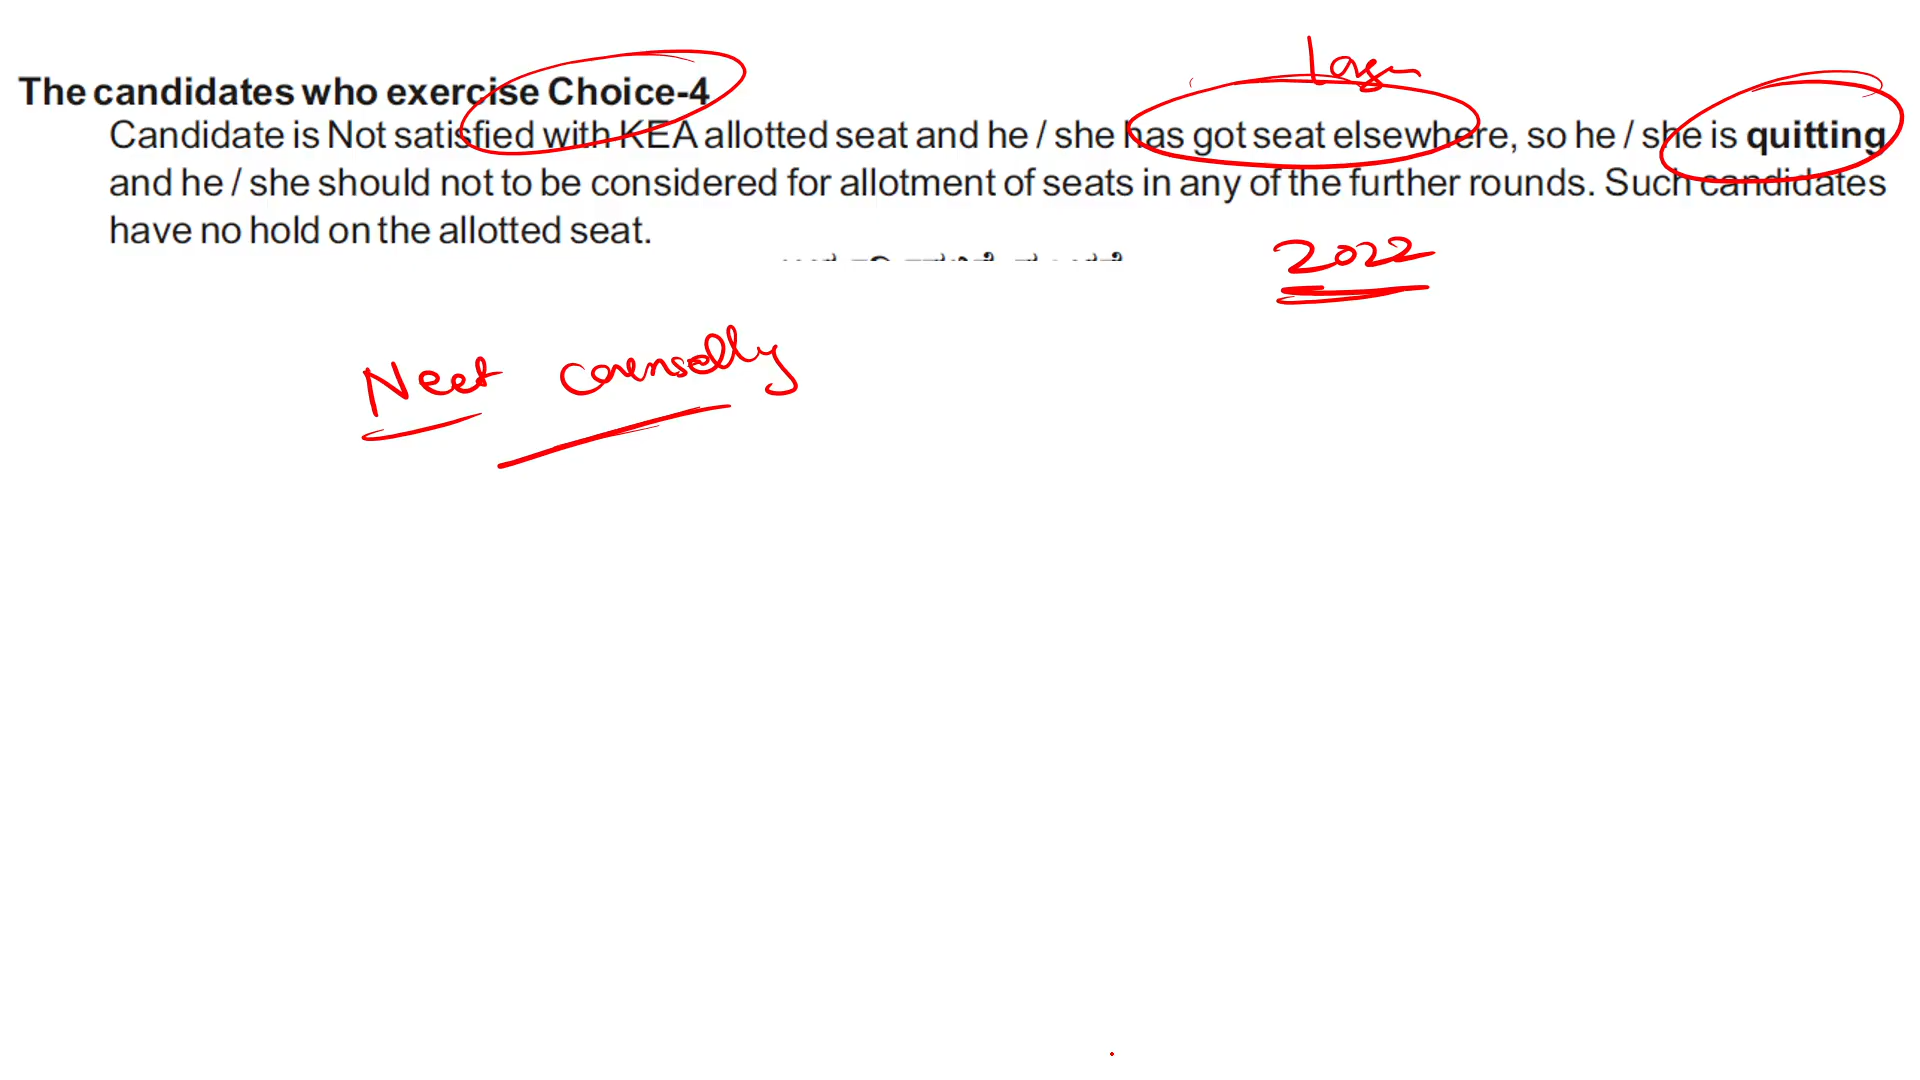 The candidates who exercise Choice-4
Candidate is Not satisfied with KEA allotted seat and he / she has got seat elsewhere, so he / she is quitting
and he / she should not to be considered for allotment of seats in any of the further rounds. Such candidates
have no hold on the allotted seat.
2022
Neet